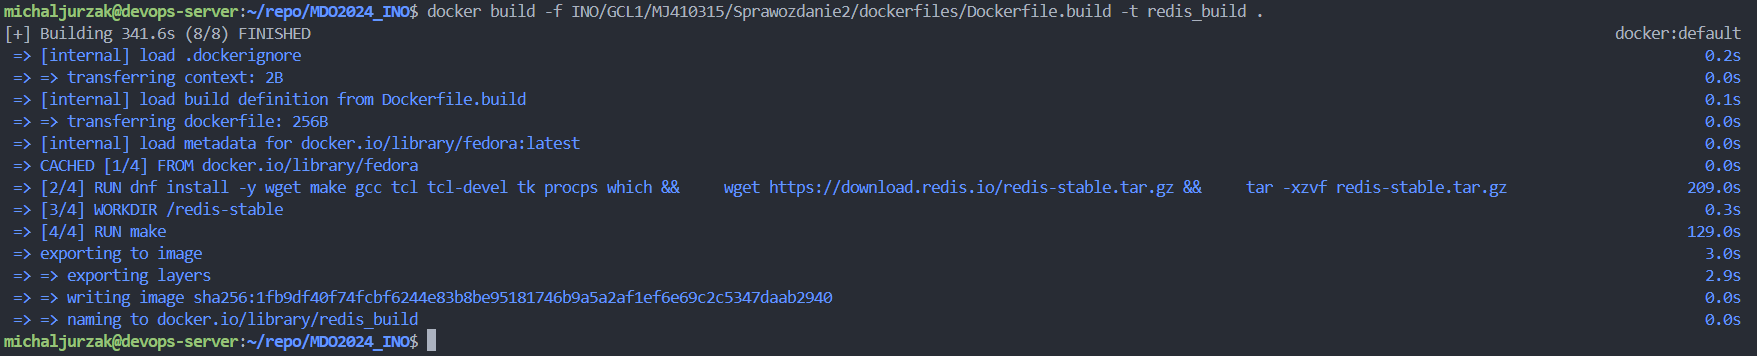 michaljurzak@devops-server:~/repo/MDO2024_INO$ docker build -f INO/GCL1/MJ410315/Sprawozdanie2/dockerfiles/Dockerfile.build -t redis_build .
[+] Building 341.6s (8/8) FINISHED docker:default
=> [internal] load .dockerignore 0.2s
=> => transferring context: 2B 0.0s
=> [internal] load build definition from Dockerfile.build 0.1s
=> => transferring dockerfile: 256B 0.0s
=> [internal] load metadata for docker.io/library/fedora:latest 0.0s
=> CACHED [1/4] FROM docker.io/library/fedora 0.0s
=> [2/4] RUN dnf install -y wget make gcc tcl tcl-devel tk procps which &&     wget https://download.redis.io/redis-stable.tar.gz &&     tar -xzvf redis-stable.tar.gz 209.0s
=> [3/4] WORKDIR /redis-stable 0.3s
=> [4/4] RUN make 129.0s
=> exporting to image 3.0s
=> => exporting layers 2.9s
=> => writing image sha256:1fb9df40f74fcbf6244e83b8be95181746b9a5a2af1ef6e69c2c5347daab2940 0.0s
=> => naming to docker.io/library/redis_build 0.0s
michaljurzak@devops-server:~/repo/MDO2024_INO$